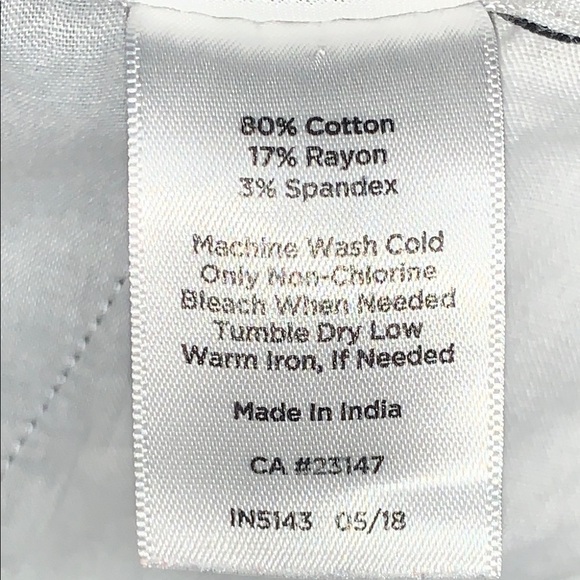 80% Cotton
17% Rayon
3% Spandex
Machine Wash Cold
Only Non-Chlorine
Bleach When Needed
Tumble Dry Low
Warm Iron, If Needed
Made In India
CA #23147
IN5143 05/18